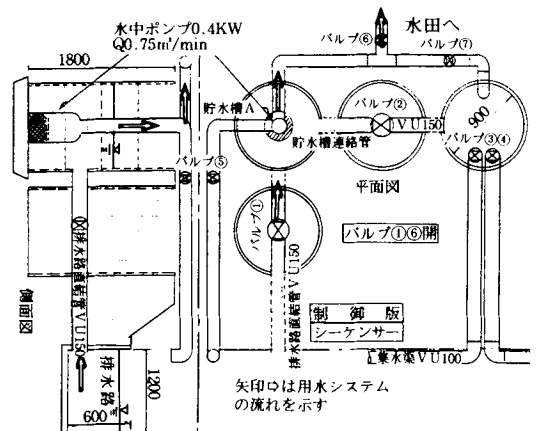 水中ポンプ0.4KW
Q0.75㎥/min
1800
バルブ⑥
水田へ
バルブ⑦
貯水槽A
バルブ②
VU150
900
バルブ③④
貯水槽連絡管
バルブ⑤
平面図
バルブ①
バルブ①⑥開
排水路直結管VU150
排水路直結管VU150
側面図
制御版
シーケンサー
葉水渠VU100
排水路
1200
600
矢印⇨は用水システム
の流れを示す